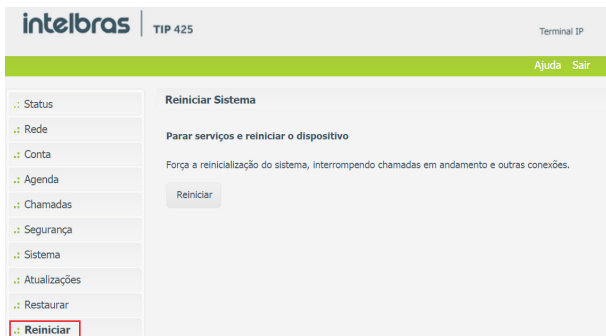 intelbras TIP 425
Terminal IP
Ajuda Sair
.: Status
.: Rede
.: Conta
.: Agenda
.: Chamadas
.: Segurança
.: Sistema
.: Atualizações
.: Restaurar
.: Reiniciar
Reiniciar Sistema
Parar serviços e reiniciar o dispositivo
Força a reinicialização do sistema, interrompendo chamadas em andamento e outras conexões.
Reiniciar